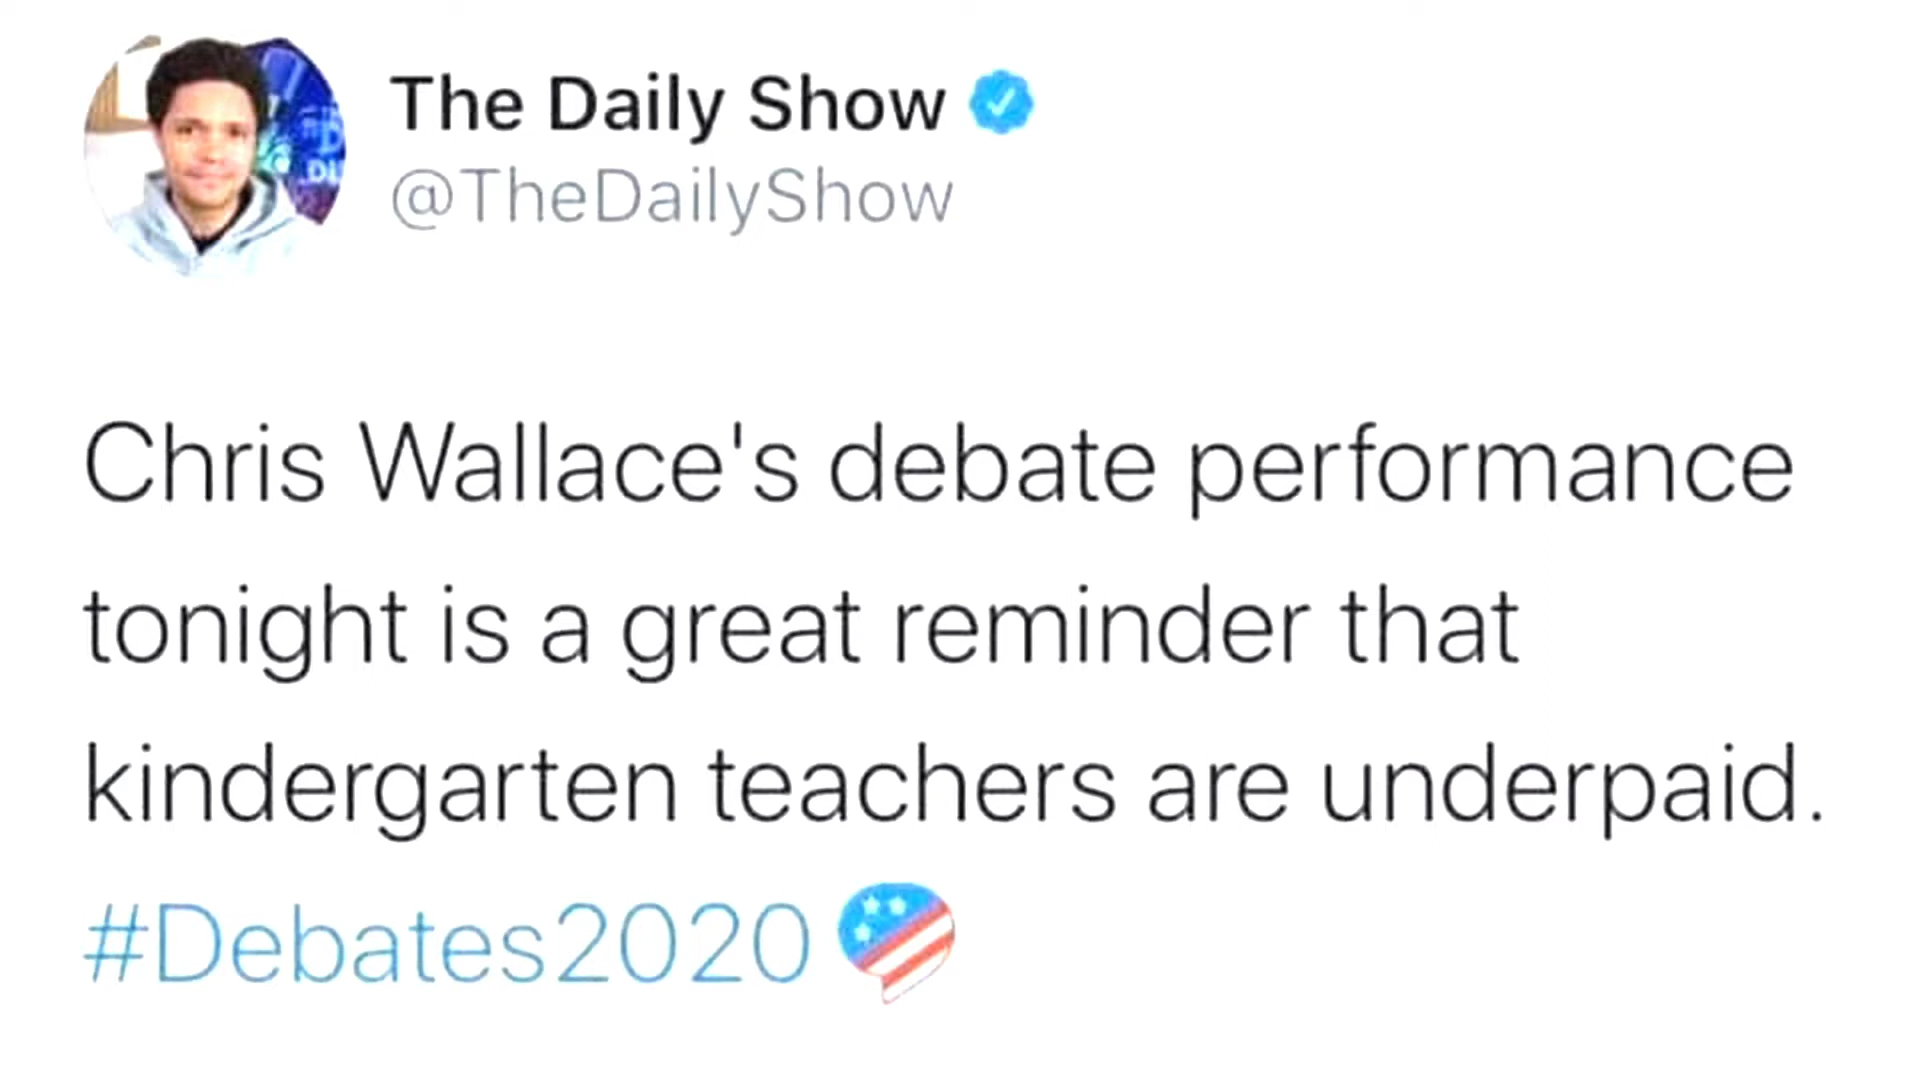 The Daily Show
@TheDailyShow
Chris Wallace's debate performance
tonight is a great reminder that
kindergarten teachers are underpaid.
#Debates2020